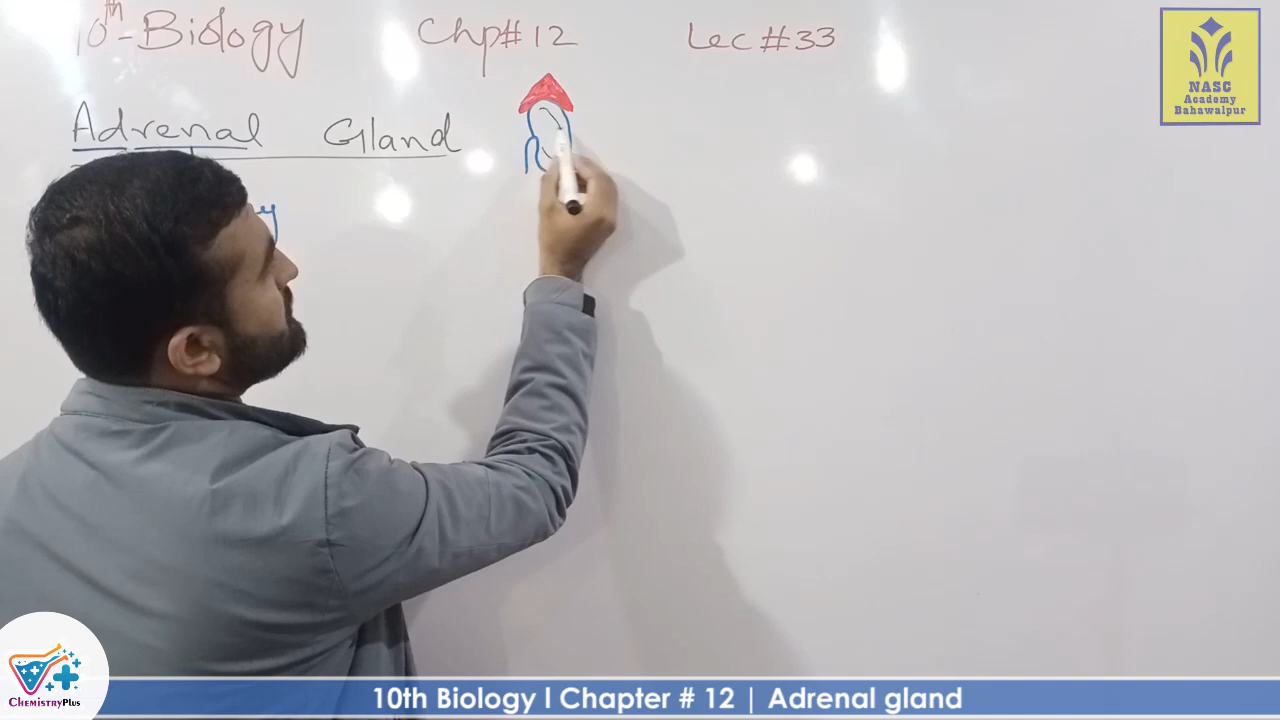 10th-Biology Chp#12 Lec#33
NASC
Academy
Bahawalpur
Adrenal Gland
CHEMISTRYPLUS
10th Biology I Chapter # 12 | Adrenal gland